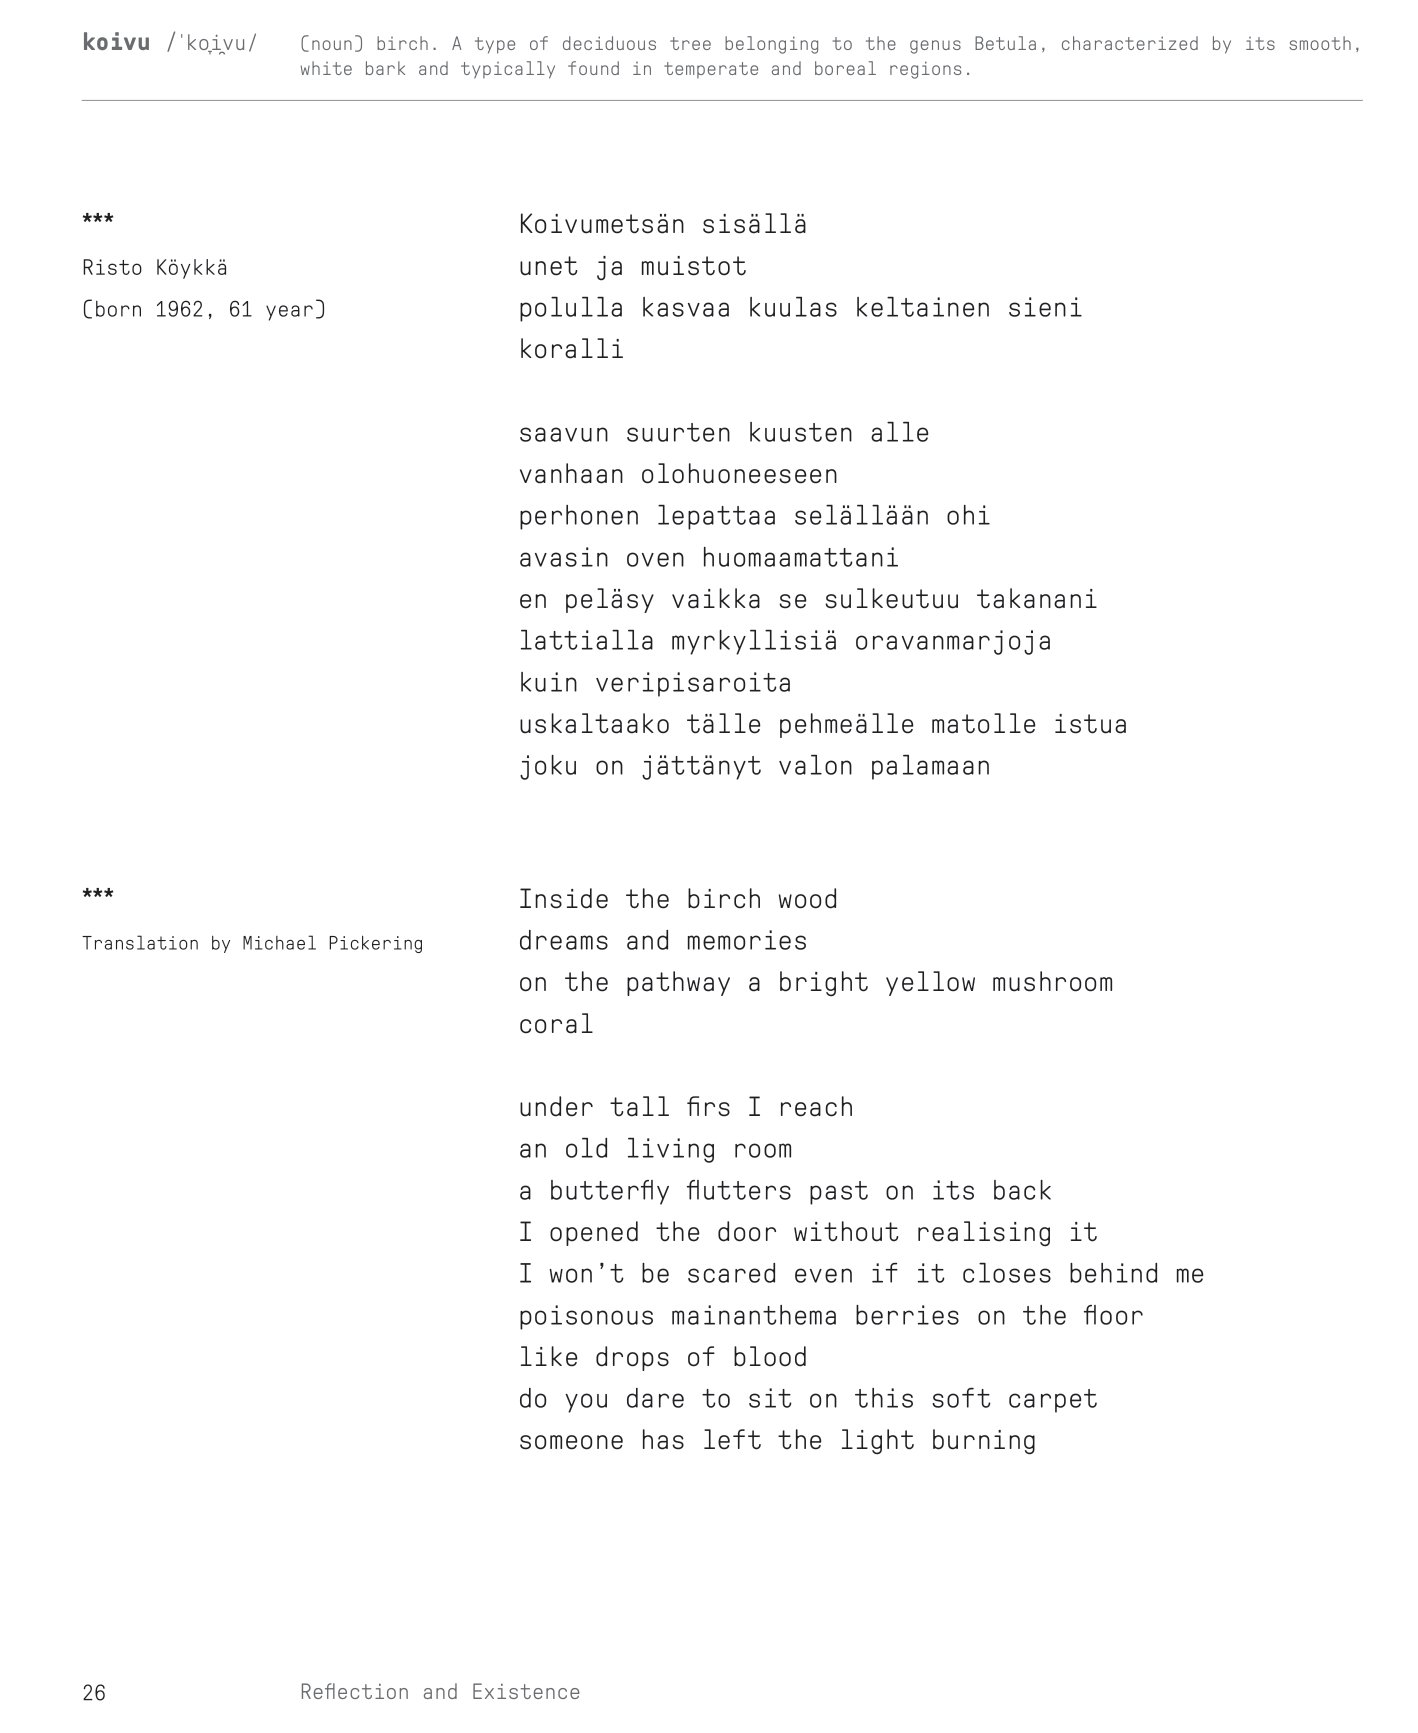 koivu /ˈkoi̯ʋu/ (noun) birch. A type of deciduous tree belonging to the genus Betula, characterized by its smooth,
white bark and typically found in temperate and boreal regions.
***
Risto Köykkä
(born 1962, 61 year)
Koivumetsän sisällä
unet ja muistot
polulla kasvaa kuulas keltainen sieni
koralli
saavun suurten kuusten alle
vanhaan olohuoneeseen
perhonen lepattaa selällään ohi
avasin oven huomaamattani
en peläsy vaikka se sulkeutuu takanani
lattialla myrkyllisiä oravanmarjoja
kuin veripisaroita
uskaltaako tälle pehmeälle matolle istua
joku on jättänyt valon palamaan
***
Translation by Michael Pickering
Inside the birch wood
dreams and memories
on the pathway a bright yellow mushroom
coral
under tall firs I reach
an old living room
a butterfly flutters past on its back
I opened the door without realising it
I won't be scared even if it closes behind me
poisonous mainanthema berries on the floor
like drops of blood
do you dare to sit on this soft carpet
someone has left the light burning
26 Reflection and Existence